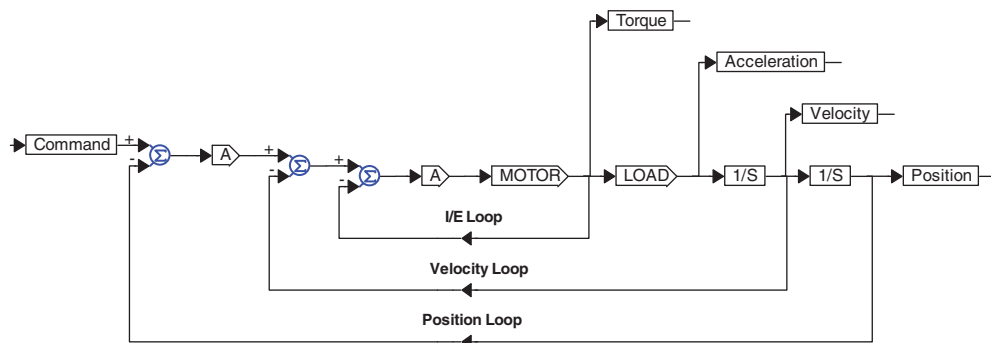 Torque
Acceleration
Velocity
+ Command
- Σ A + Σ
- + Σ
- A MOTOR LOAD 1/S 1/S Position
I/E Loop
Velocity Loop
Position Loop